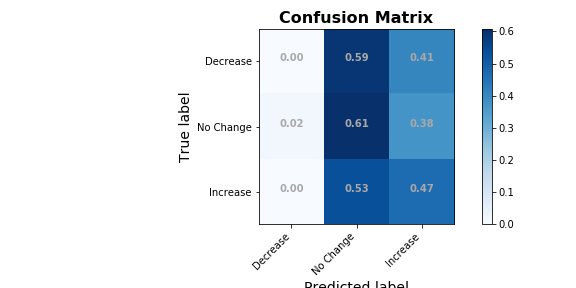 Confusion Matrix
Decrease 0.00 0.59 0.41
No Change 0.02 0.61 0.38
Increase 0.00 0.53 0.47
True label
Decrease No Change Increase
Predicted label
0.6
0.5
0.4
0.3
0.2
0.1
0.0